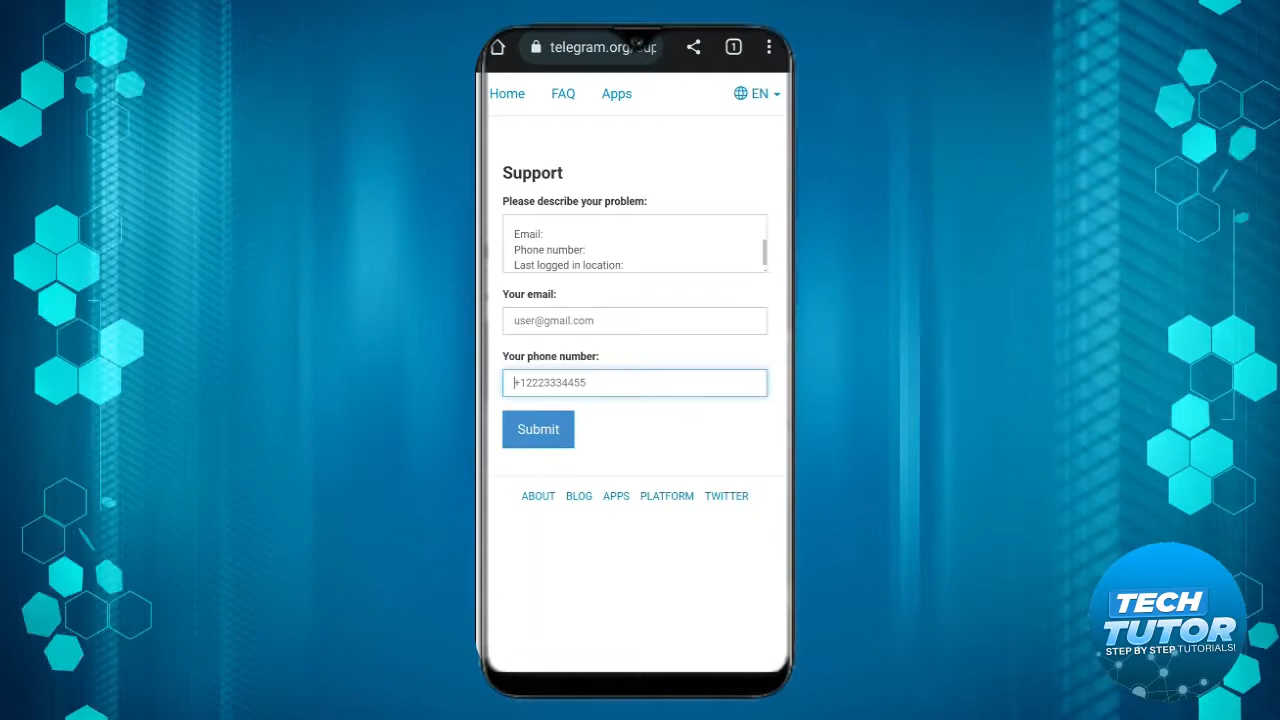 telegram.org/sup
1
Home FAQ Apps EN
Support
Please describe your problem:
Email:
Phone number:
Last logged in location:
Your email:
user@gmail.com
Your phone number:
+12223334455
Submit
ABOUT BLOG APPS PLATFORM TWITTER
TECH
TUTOR
STEP BY STEP TUTORIALS!